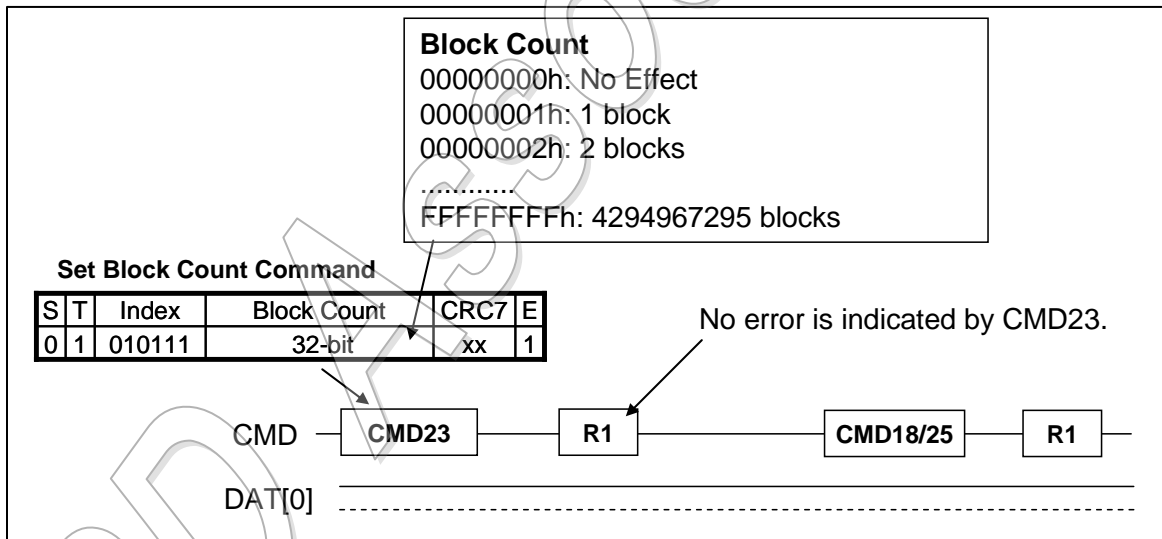 Block Count
00000000h: No Effect
00000001h: 1 block
00000002h: 2 blocks
............
FFFFFFFFh: 4294967295 blocks
Set Block Count Command
S T Index Block Count CRC7 E
0 1 010111 32-bit xx 1
No error is indicated by CMD23.
CMD CMD23 R1 CMD18/25 R1
DAT[0]